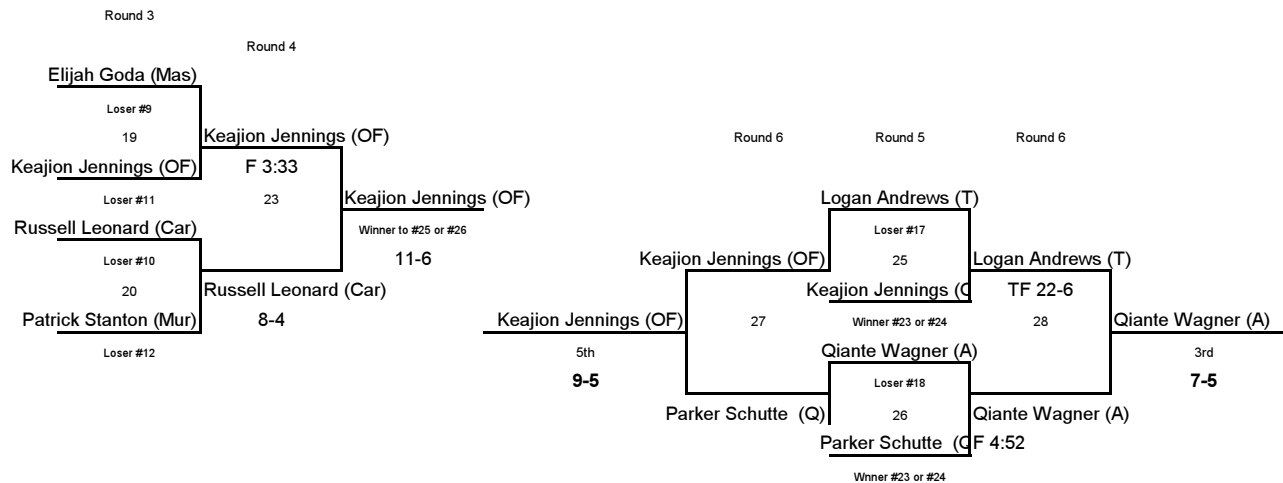 Round 3
Round 4
Elijah Goda (Mas)
Loser #9
19
Keajion Jennings (OF)
Keajion Jennings (OF)
F 3:33
Loser #11
23
Keajion Jennings (OF)
Russell Leonard (Car)
Winner to #25 or #26
Loser #10
11-6
20
Russell Leonard (Car)
Patrick Stanton (Mur)
8-4
Loser #12
Round 6
Round 5
Round 6
Logan Andrews (T)
Loser #17
Keajion Jennings (OF)
25
Logan Andrews (T)
Keajion Jennings (
TF 22-6
Keajion Jennings (OF)
27
Winner #23 or #24
28
Qiante Wagner (A)
5th
Qiante Wagner (A)
3rd
9-5
Loser #18
7-5
Parker Schutte (Q)
26
Qiante Wagner (A)
Parker Schutte (
F 4:52
Wnner #23 or #24